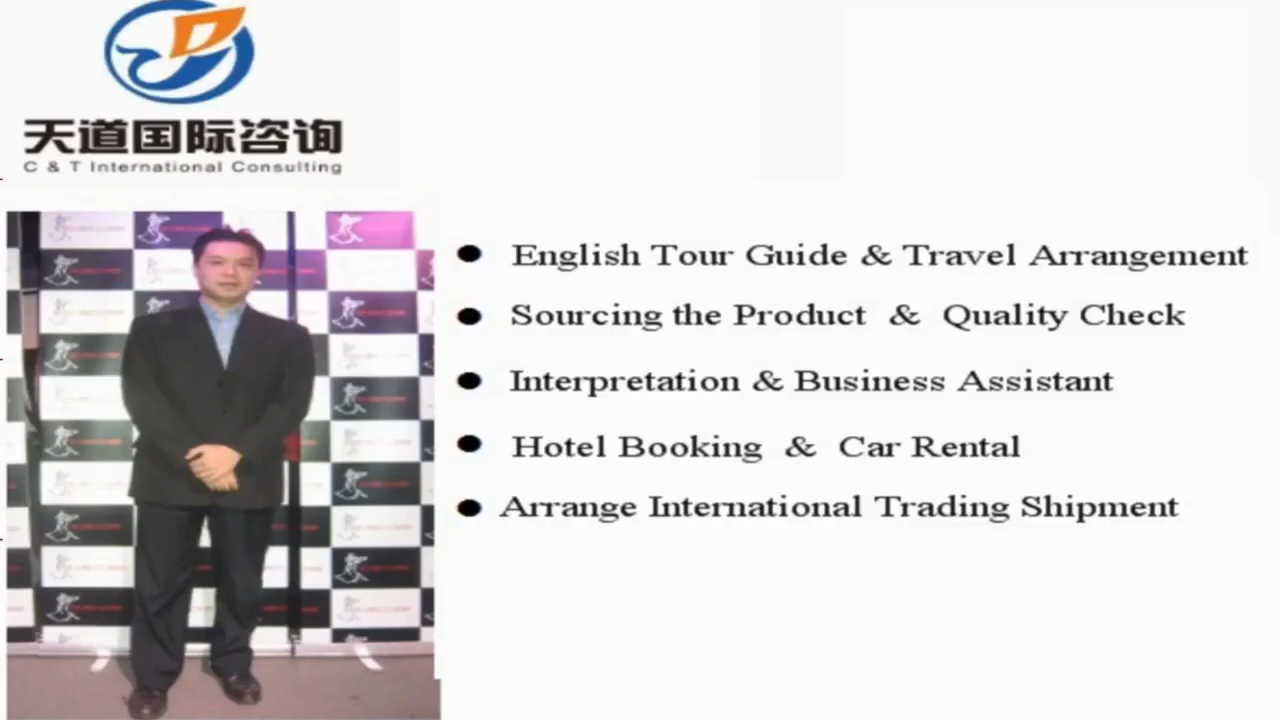 天道国际咨询
C & T International Consulting
● English Tour Guide & Travel Arrangement
● Sourcing the Product & Quality Check
● Interpretation & Business Assistant
● Hotel Booking & Car Rental
● Arrange International Trading Shipment